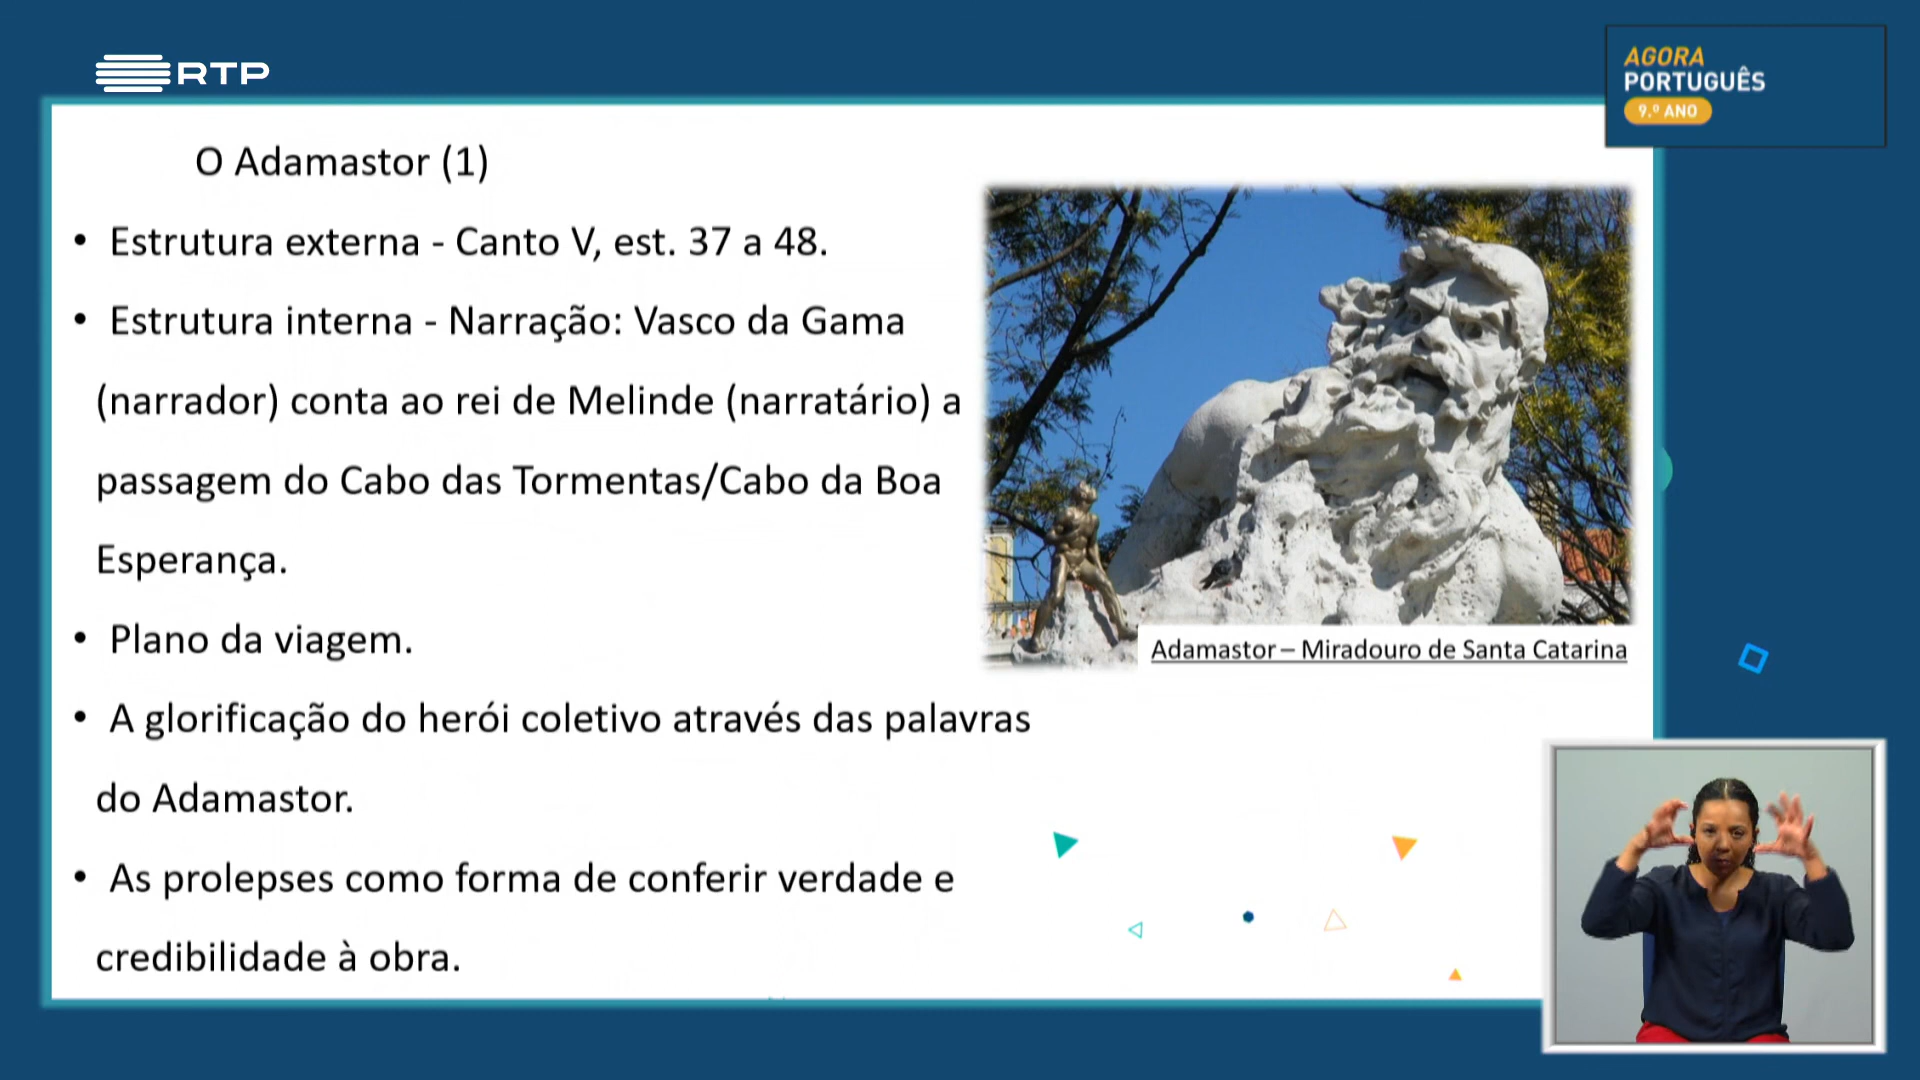 RTP
AGORA
PORTUGUÊS
9.º ANO
O Adamastor (1)
• Estrutura externa - Canto V, est. 37 a 48.
• Estrutura interna - Narração: Vasco da Gama
(narrador) conta ao rei de Melinde (narratário) a
passagem do Cabo das Tormentas/Cabo da Boa
Esperança.
• Plano da viagem.
• A glorificação do herói coletivo através das palavras
do Adamastor.
• As prolepses como forma de conferir verdade e
credibilidade à obra.
Adamastor – Miradouro de Santa Catarina